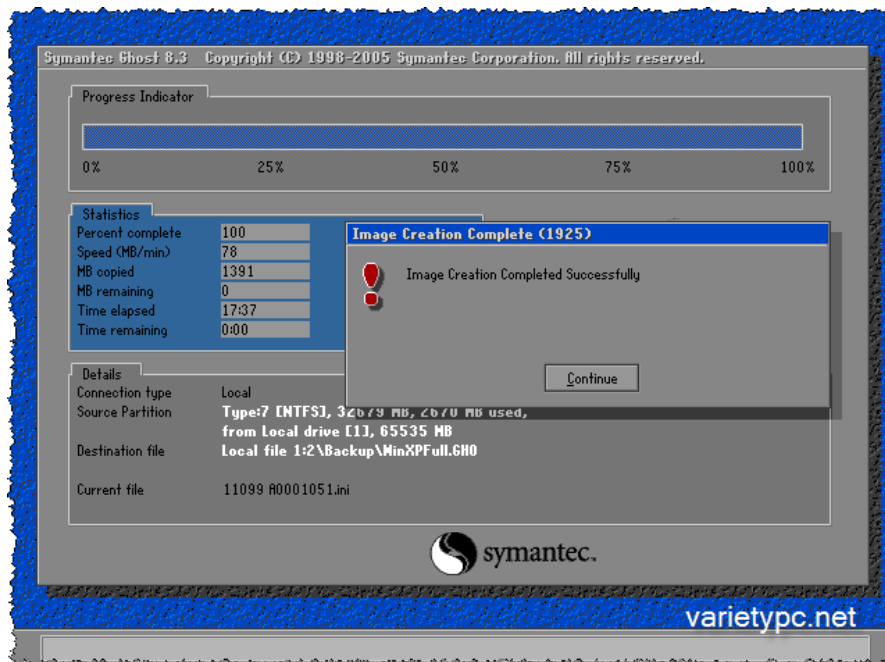 Symantec Ghost 8.3   Copyright (C) 1998-2005 Symantec Corporation. All rights reserved.
Progress Indicator
0% 25% 50% 75% 100%
Statistics
Percent complete 100
Speed (MB/min) 78
MB copied 1391
MB remaining 0
Time elapsed 17:37
Time remaining 0:00
Image Creation Complete (1925)
Image Creation Completed Successfully
Continue
Details
Connection type Local
Source Partition Type:7 [NTFS], 32679 MB, 2670 MB used,
from Local drive [1], 65535 MB
Destination file Local file 1:2\Backup\WinXPFull.GHO
Current file 11099 A0001051.ini
symantec.
varietypc.net